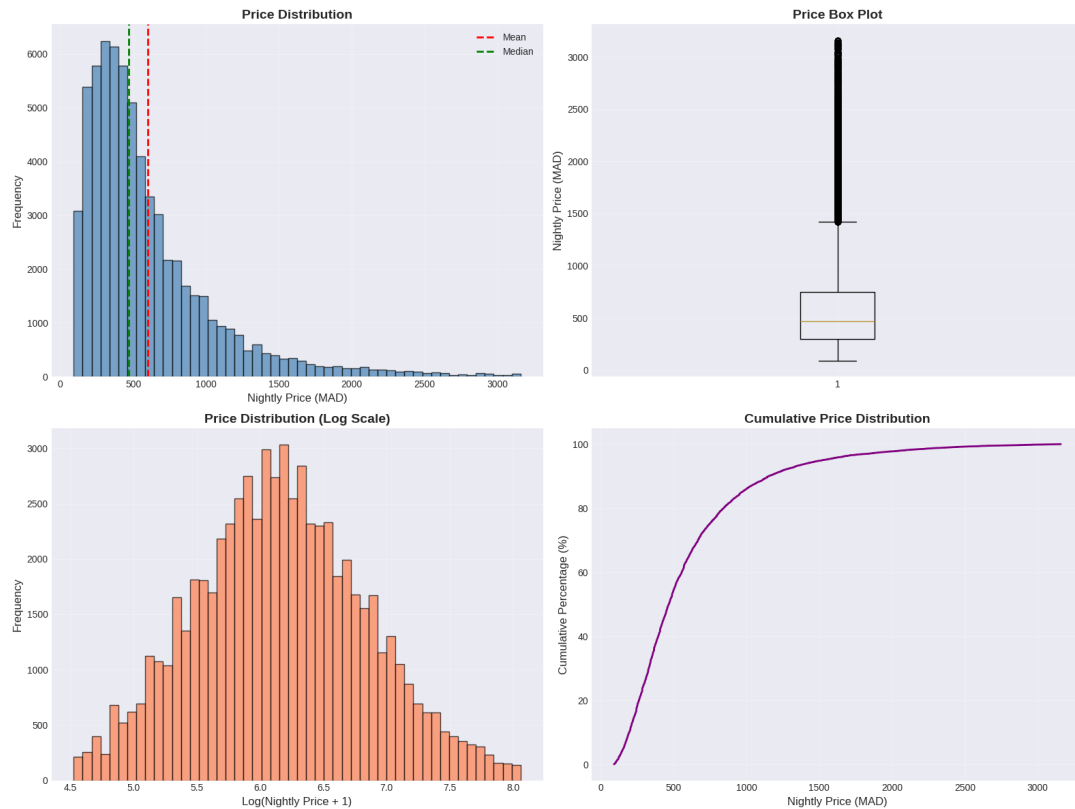 Price Distribution
Mean
Median
6000
5000
4000
3000
2000
1000
0
Frequency
0 500 1000 1500 2000 2500 3000
Nightly Price (MAD)
Price Box Plot
3000
2500
2000
1500
1000
500
0
Nightly Price (MAD)
1
Price Distribution (Log Scale)
3000
2500
2000
1500
1000
500
0
Frequency
4.5 5.0 5.5 6.0 6.5 7.0 7.5 8.0
Log(Nightly Price + 1)
Cumulative Price Distribution
100
80
60
40
20
0
Cumulative Percentage (%)
0 500 1000 1500 2000 2500 3000
Nightly Price (MAD)